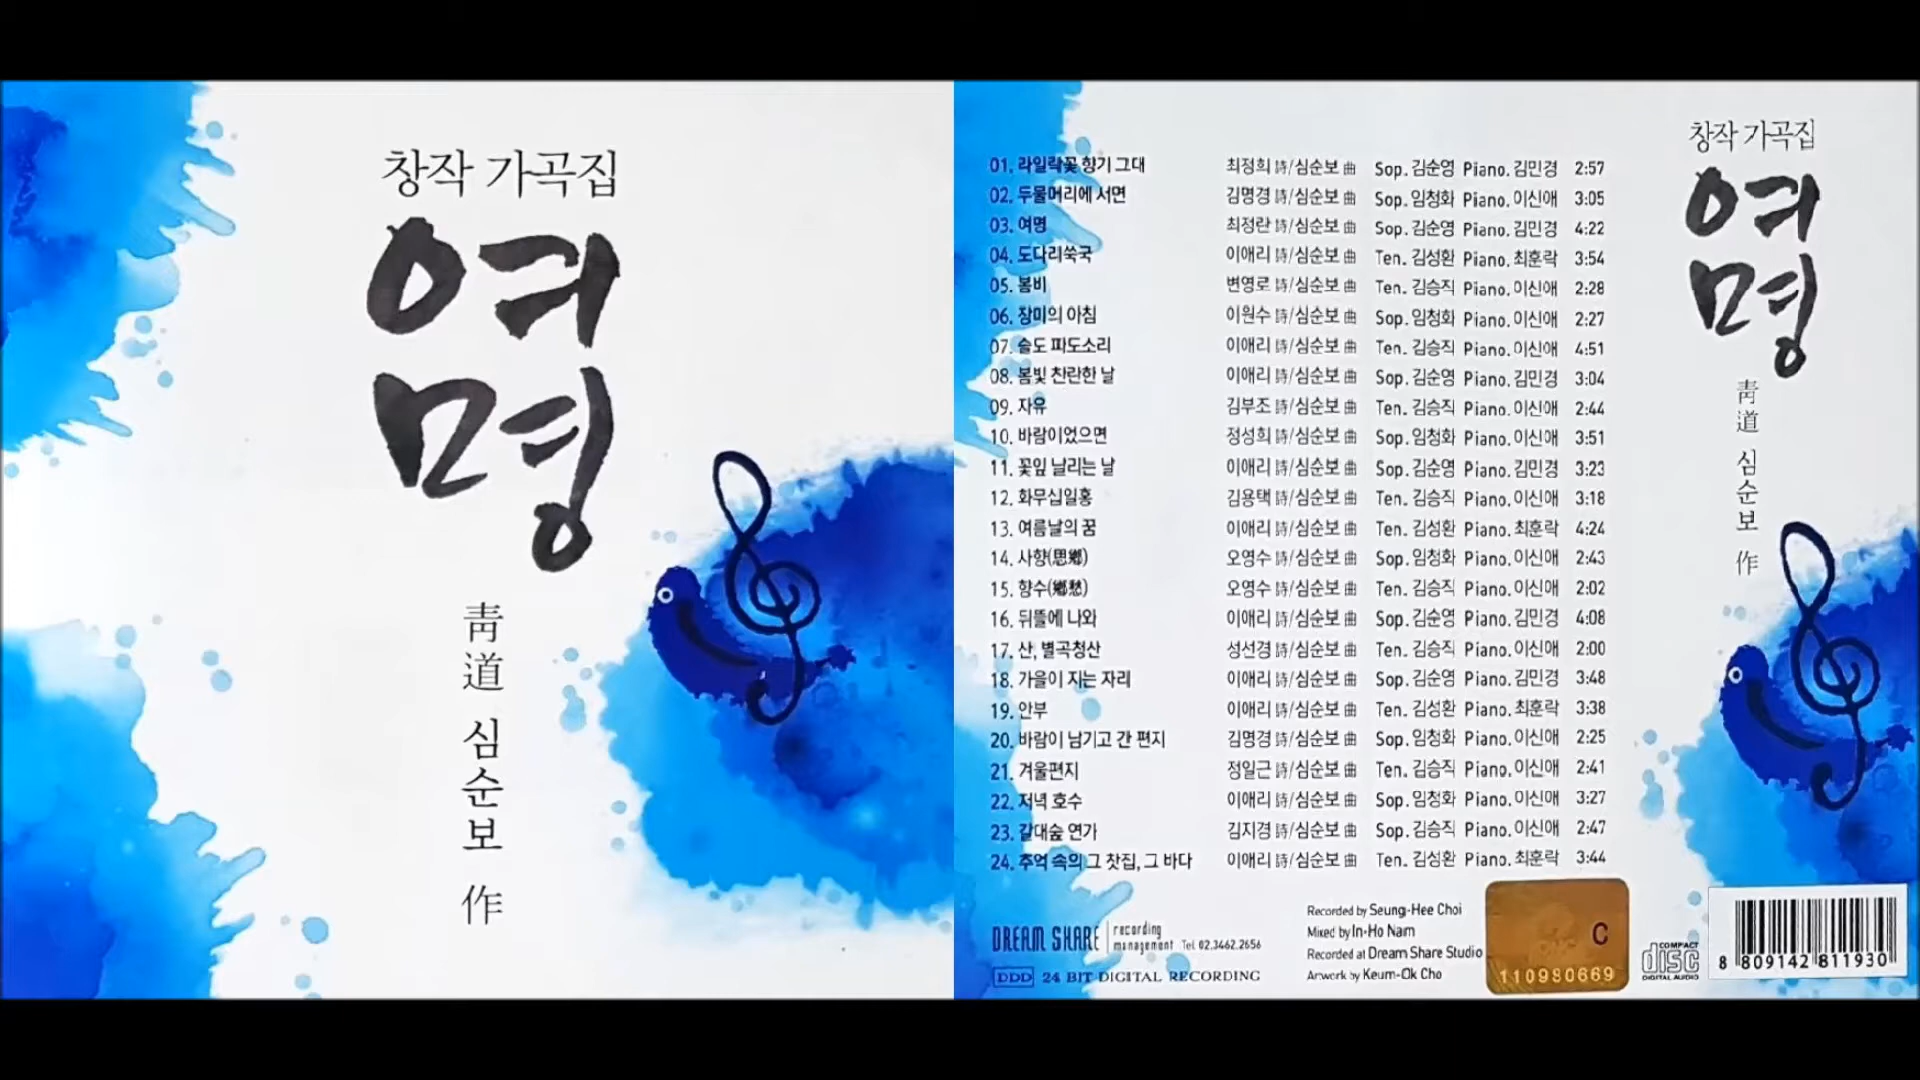 창작 가곡집
여
명
靑道 심순보 作
01. 라일락꽃 향기 그대 최정희 詩/심순보 曲 Sop. 김순영 Piano. 김민경 2:57
02. 두물머리에 서면 김명경 詩/심순보 曲 Sop. 임청화 Piano. 이신애 3:05
03. 여명 최정란 詩/심순보 曲 Sop. 김순영 Piano. 김민경 4:22
04. 도다리쑥국 이애리 詩/심순보 曲 Ten. 김성환 Piano. 최훈락 3:54
05. 봄비 변영로 詩/심순보 曲 Ten. 김승직 Piano. 이신애 2:28
06. 장미의 아침 이원수 詩/심순보 曲 Sop. 임청화 Piano. 이신애 2:27
07. 슬도 파도소리 이애리 詩/심순보 曲 Ten. 김승직 Piano. 이신애 4:51
08. 봄빛 찬란한 날 이애리 詩/심순보 曲 Sop. 김순영 Piano. 김민경 3:04
09. 자유 김부조 詩/심순보 曲 Ten. 김승직 Piano. 이신애 2:44
10. 바람이었으면 정성희 詩/심순보 曲 Sop. 임청화 Piano. 이신애 3:51
11. 꽃잎 날리는 날 이애리 詩/심순보 曲 Sop. 김순영 Piano. 김민경 3:23
12. 화무십일홍 김용택 詩/심순보 曲 Ten. 김승직 Piano. 이신애 3:18
13. 여름날의 꿈 이애리 詩/심순보 曲 Ten. 김성환 Piano. 최훈락 4:24
14. 사향(思鄕) 오영수 詩/심순보 曲 Sop. 임청화 Piano. 이신애 2:43
15. 향수(鄕愁) 오영수 詩/심순보 曲 Ten. 김승직 Piano. 이신애 2:02
16. 뒤뜰에 나와 이애리 詩/심순보 曲 Sop. 김순영 Piano. 김민경 4:08
17. 산, 별곡청산 성선경 詩/심순보 曲 Ten. 김승직 Piano. 이신애 2:00
18. 가을이 지는 자리 이애리 詩/심순보 曲 Sop. 김순영 Piano. 김민경 3:48
19. 안부 이애리 詩/심순보 曲 Ten. 김성환 Piano. 최훈락 3:38
20. 바람이 남기고 간 편지 김명경 詩/심순보 曲 Sop. 임청화 Piano. 이신애 2:25
21. 겨울편지 정일근 詩/심순보 曲 Ten. 김승직 Piano. 이신애 2:41
22. 저녁 호수 이애리 詩/심순보 曲 Sop. 임청화 Piano. 이신애 3:27
23. 갈대숲 연가 김지경 詩/심순보 曲 Sop. 김승직 Piano. 이신애 2:47
24. 추억 속의 그 찻집, 그 바다 이애리 詩/심순보 曲 Ten. 김성환 Piano. 최훈락 3:44
창작 가곡집
여
명
靑道 심순보 作
DREAM SHARE recording management Tel 02.3462.2656
DDD 24 BIT DIGITAL RECORDING
Recorded by Seung-Hee Choi
Mixed by In-Ho Nam
Recorded at Dream Share Studio
Artwork by Keum-Ok Cho
C
110980669
COMPACT
disc
DIGITAL AUDIO
8 809142 811930